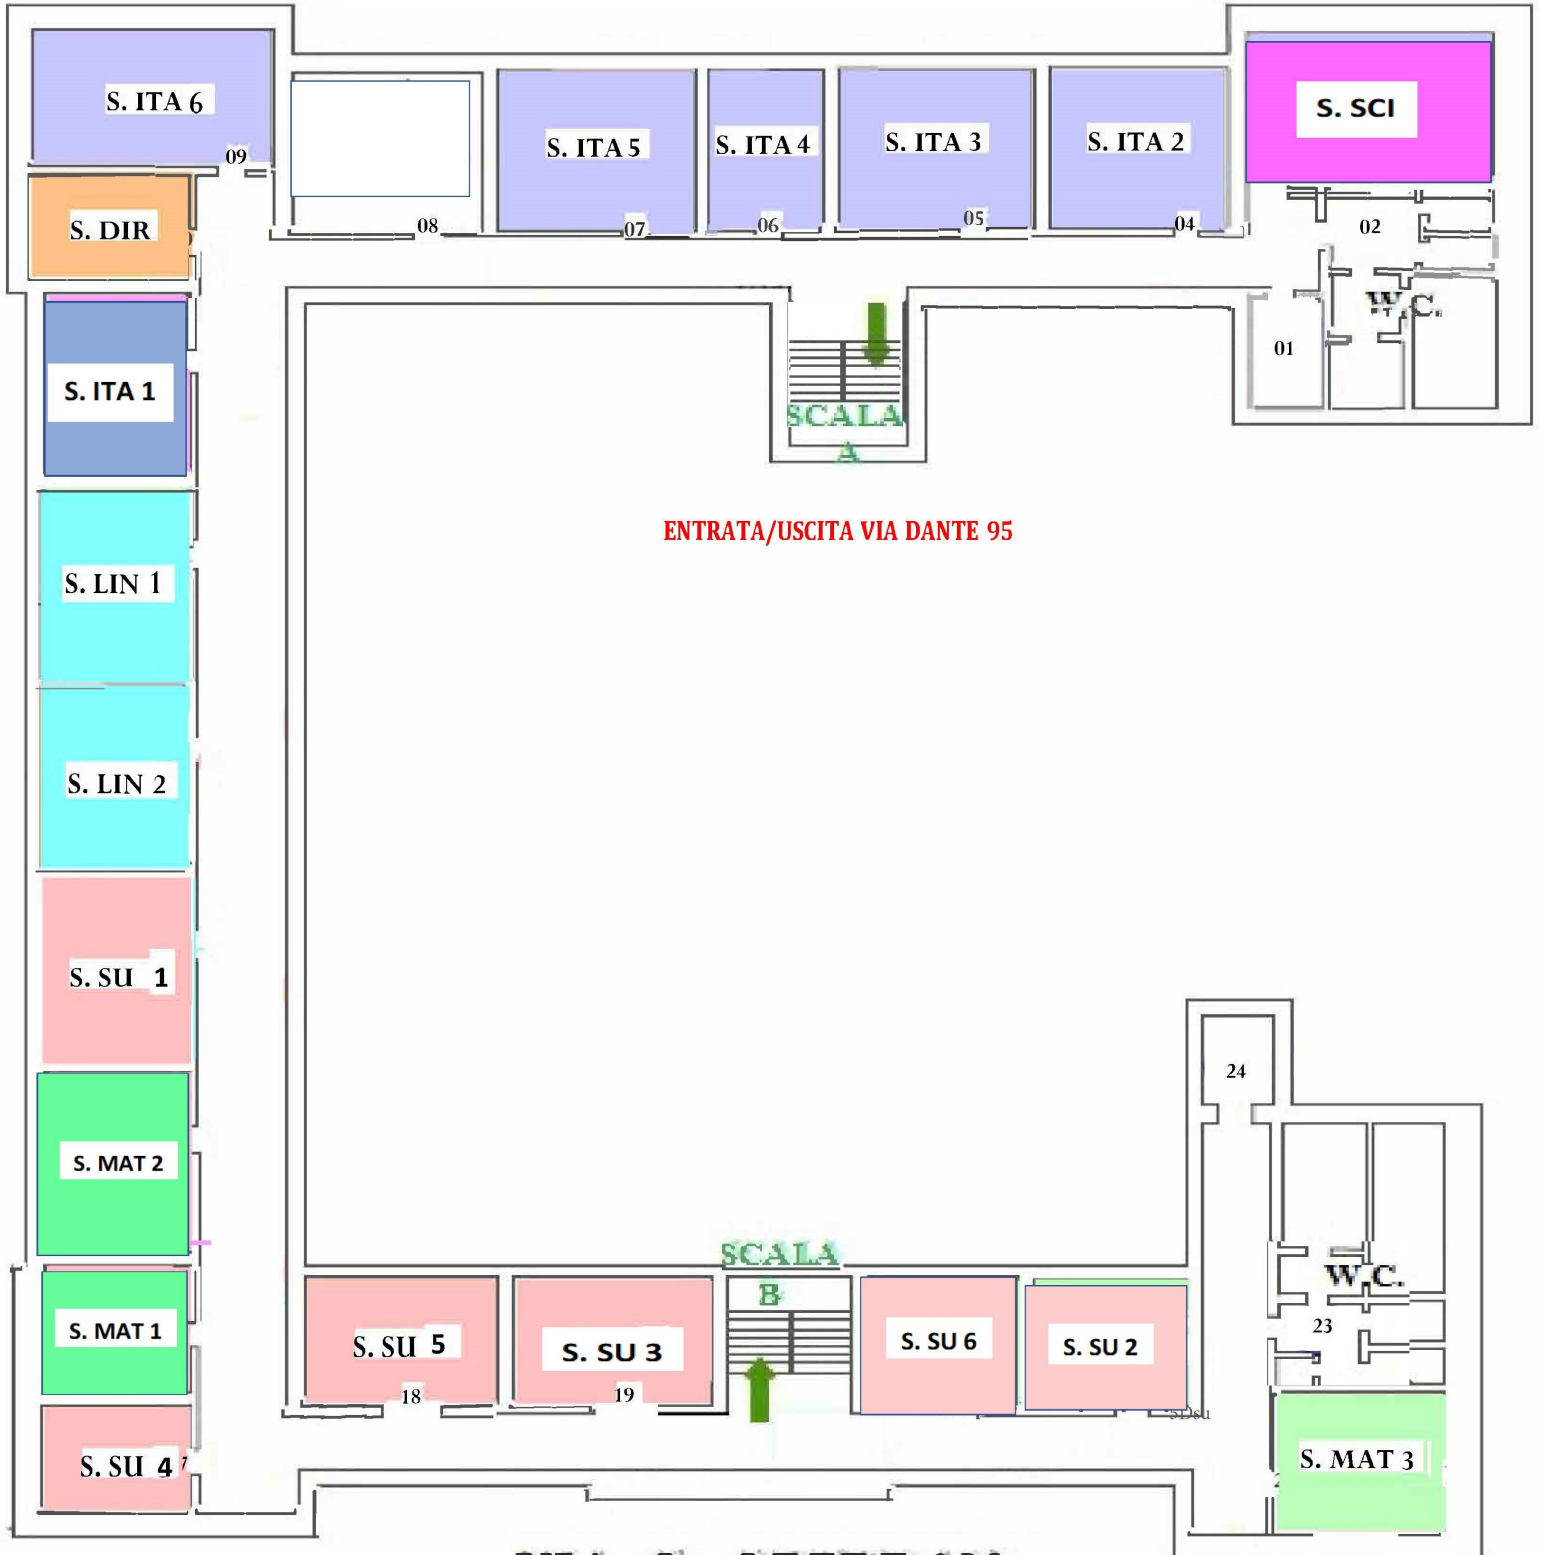 S. ITA 6
09
08
S. ITA 5
07
S. ITA 4
06
S. ITA 3
05
S. ITA 2
04
S. SCI
02
W.C.
01
S. DIR
S. ITA 1
SCALA
A
ENTRATA/USCITA VIA DANTE 95
S. LIN 1
S. LIN 2
S. SU 1
S. MAT 2
S. MAT 1
S. SU 4
24
SCALA
B
S. SU 5
18
S. SU 3
19
S. SU 6
S. SU 2
5Dsu
W.C.
23
S. MAT 3